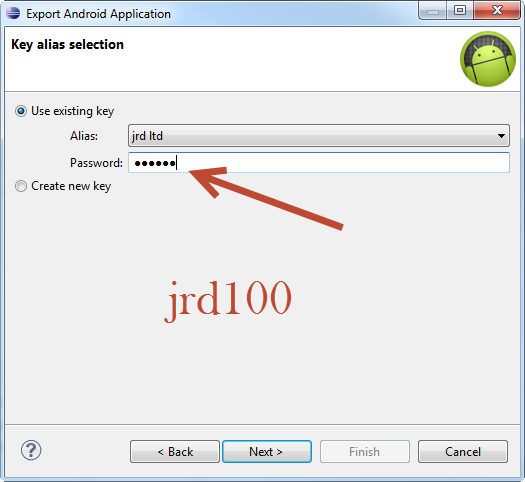 Export Android Application
Key alias selection
Use existing key
Alias: jrd ltd
Password: ●●●●●●
Create new key
jrd100
? < Back Next > Finish Cancel